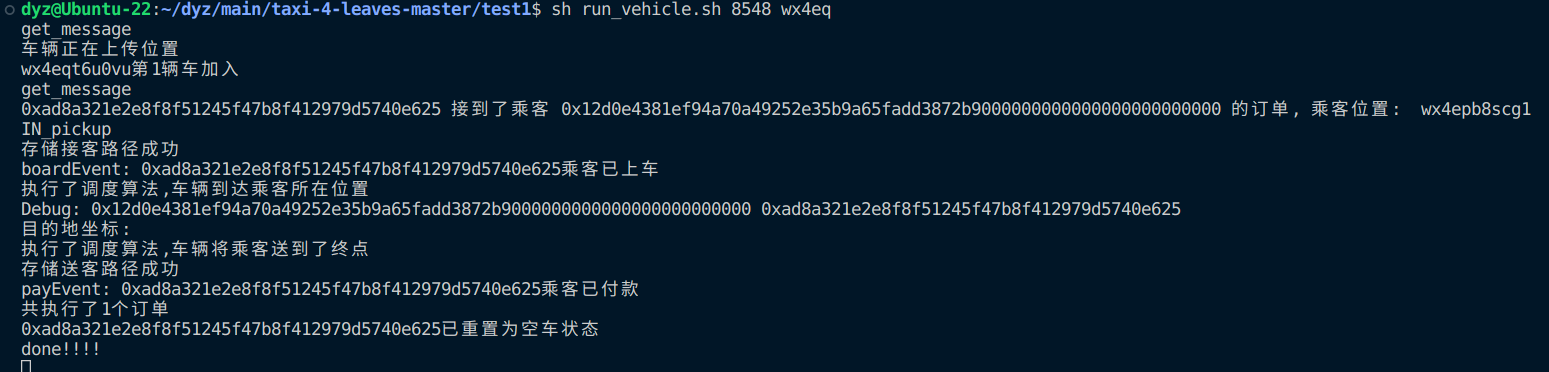 dyz@Ubuntu-22:~/dyz/main/taxi-4-leaves-master/test1$ sh run_vehicle.sh 8548 wx4eq
get_message
车辆正在上传位置
wx4eqt6u0vu第1辆车加入
get_message
0xad8a321e2e8f8f51245f47b8f412979d5740e625 接到了乘客 0x12d0e4381ef94a70a49252e35b9a65fadd3872b9000000000000000000000000 的订单, 乘客位置: wx4epb8scg1
IN_pickup
存储接客路径成功
boardEvent: 0xad8a321e2e8f8f51245f47b8f412979d5740e625乘客已上车
执行了调度算法,车辆到达乘客所在位置
Debug: 0x12d0e4381ef94a70a49252e35b9a65fadd3872b9000000000000000000000000 0xad8a321e2e8f8f51245f47b8f412979d5740e625
目的地坐标:
执行了调度算法,车辆将乘客送到了终点
存储送客路径成功
payEvent: 0xad8a321e2e8f8f51245f47b8f412979d5740e625乘客已付款
共执行了1个订单
0xad8a321e2e8f8f51245f47b8f412979d5740e625已重置为空车状态
done!!!!